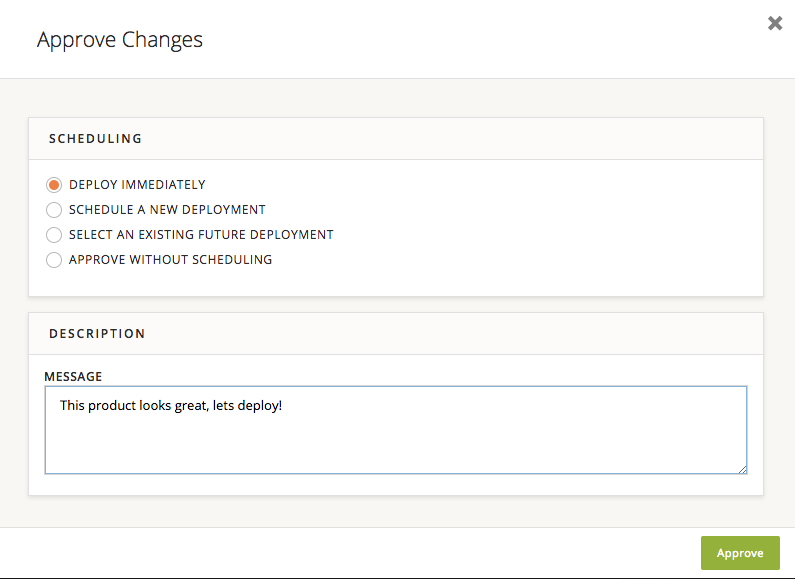 Approve Changes
SCHEDULING
DEPLOY IMMEDIATELY
SCHEDULE A NEW DEPLOYMENT
SELECT AN EXISTING FUTURE DEPLOYMENT
APPROVE WITHOUT SCHEDULING
DESCRIPTION
MESSAGE
This product looks great, lets deploy!
Approve